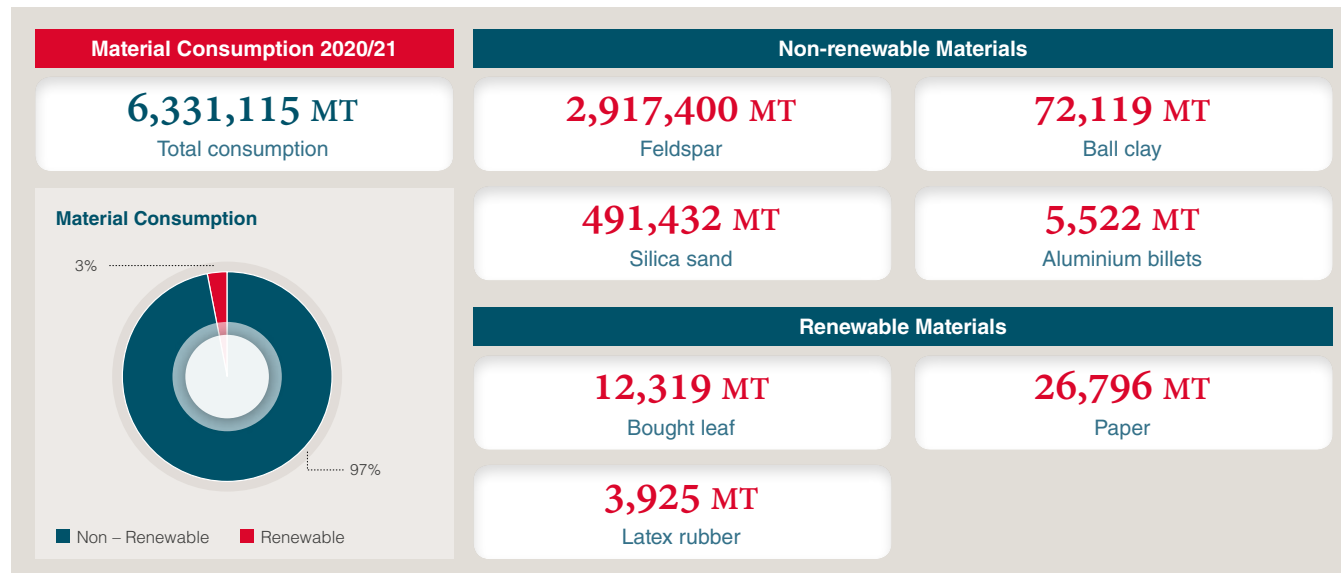 Material Consumption 2020/21
6,331,115 MT
Total consumption
Material Consumption
3%
97%
Non – Renewable
Renewable
Non-renewable Materials
2,917,400 MT
Feldspar
72,119 MT
Ball clay
491,432 MT
Silica sand
5,522 MT
Aluminium billets
Renewable Materials
12,319 MT
Bought leaf
26,796 MT
Paper
3,925 MT
Latex rubber